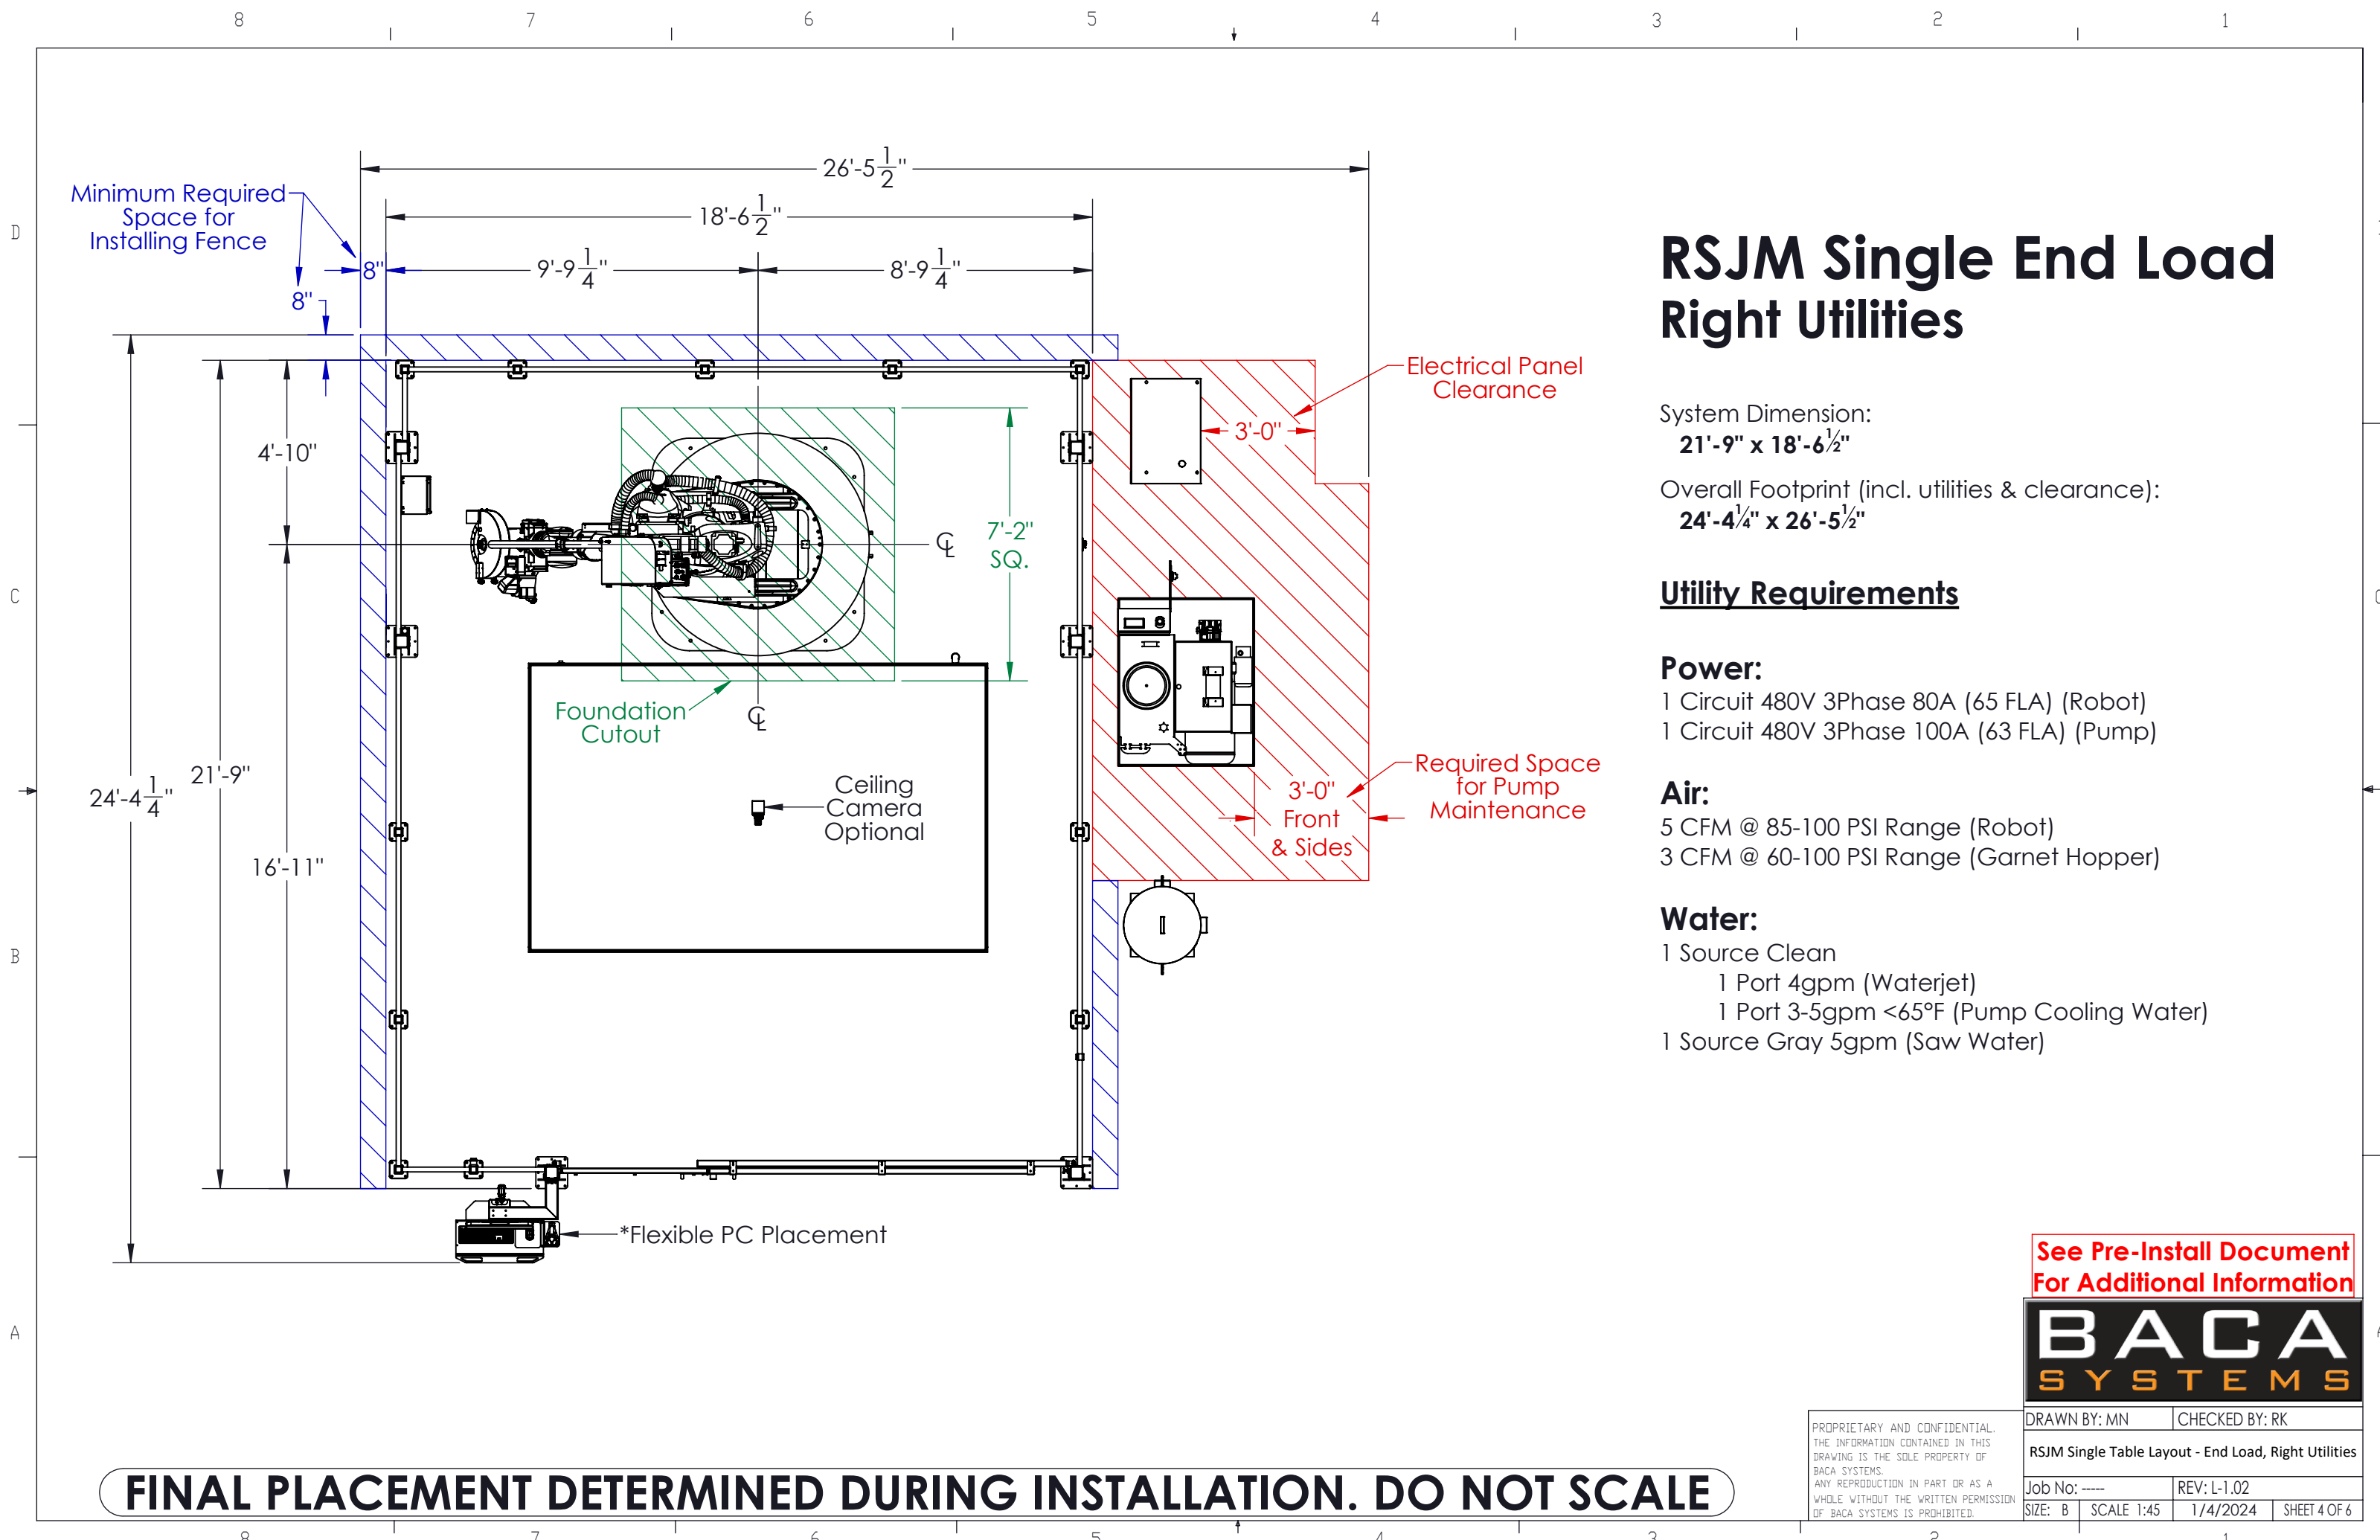 8 7 6 5 4 3 2 1
D
C
B
A
26'-5 1/2"
18'-6 1/2"
9'-9 1/4"
8'-9 1/4"
Minimum Required
Space for
Installing Fence
8"
8"
4'-10"
21'-9"
24'-4 1/4"
16'-11"
7'-2"
SQ.
℄
℄
Foundation
Cutout
Ceiling
Camera
Optional
*Flexible PC Placement
Electrical Panel
Clearance
3'-0"
Required Space
for Pump
Maintenance
3'-0"
Front
& Sides
RSJM Single End Load
Right Utilities
System Dimension:
21'-9" x 18'-6½"
Overall Footprint (incl. utilities & clearance):
24'-4¼" x 26'-5½"
Utility Requirements
Power:
1 Circuit 480V 3Phase 80A (65 FLA) (Robot)
1 Circuit 480V 3Phase 100A (63 FLA) (Pump)
Air:
5 CFM @ 85-100 PSI Range (Robot)
3 CFM @ 60-100 PSI Range (Garnet Hopper)
Water:
1 Source Clean
1 Port 4gpm (Waterjet)
1 Port 3-5gpm <65°F (Pump Cooling Water)
1 Source Gray 5gpm (Saw Water)
See Pre-Install Document
For Additional Information
BACA
SYSTEMS
DRAWN BY: MN
CHECKED BY: RK
RSJM Single Table Layout - End Load, Right Utilities
Job No: -----
REV: L-1.02
SIZE: B
SCALE 1:45
1/4/2024
SHEET 4 OF 6
PROPRIETARY AND CONFIDENTIAL.
THE INFORMATION CONTAINED IN THIS
DRAWING IS THE SOLE PROPERTY OF
BACA SYSTEMS.
ANY REPRODUCTION IN PART OR AS A
WHOLE WITHOUT THE WRITTEN PERMISSION
OF BACA SYSTEMS IS PROHIBITED.
FINAL PLACEMENT DETERMINED DURING INSTALLATION. DO NOT SCALE
8 7 6 5 4 3 2 1